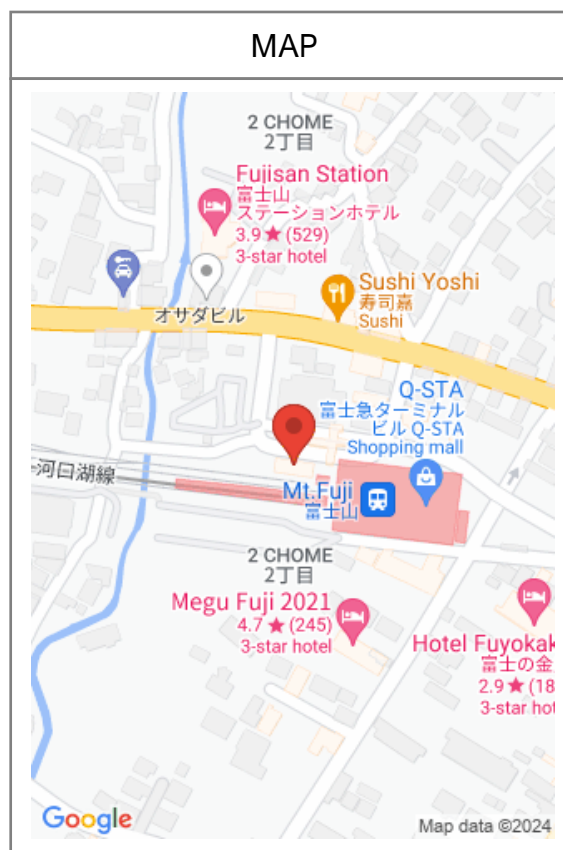 MAP
2 CHOME
2丁目
Fujisan Station
富士山
ステーションホテル
3.9 ★ (529)
3-star hotel
オサダビル
Sushi Yoshi
寿司嘉
Sushi
Q-STA
富士急ターミナル
ビル Q-STA
Shopping mall
河口湖線
Mt.Fuji
富士山
2 CHOME
2丁目
Megu Fuji 2021
4.7 ★ (245)
3-star hotel
Hotel Fuyokak
富士の金
2.9 ★ (18
3-star hot
Google
Map data ©2024